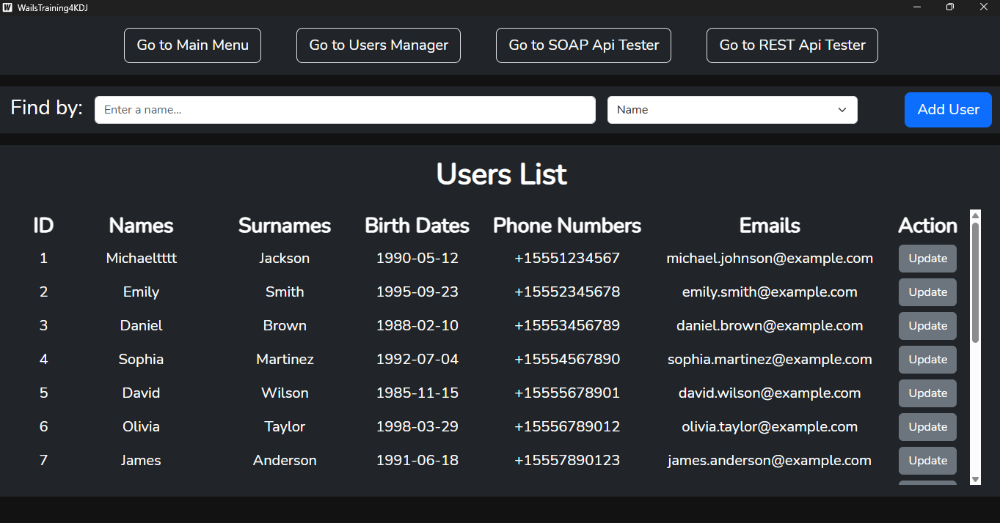 W WailsTraining4KDJ
Go to Main Menu Go to Users Manager Go to SOAP Api Tester Go to REST Api Tester
Find by: Enter a name... Name Add User
Users List
ID Names Surnames Birth Dates Phone Numbers Emails Action
1 Michaeltttt Jackson 1990-05-12 +15551234567 michael.johnson@example.com Update
2 Emily Smith 1995-09-23 +15552345678 emily.smith@example.com Update
3 Daniel Brown 1988-02-10 +15553456789 daniel.brown@example.com Update
4 Sophia Martinez 1992-07-04 +15554567890 sophia.martinez@example.com Update
5 David Wilson 1985-11-15 +15555678901 david.wilson@example.com Update
6 Olivia Taylor 1998-03-29 +15556789012 olivia.taylor@example.com Update
7 James Anderson 1991-06-18 +15557890123 james.anderson@example.com Update